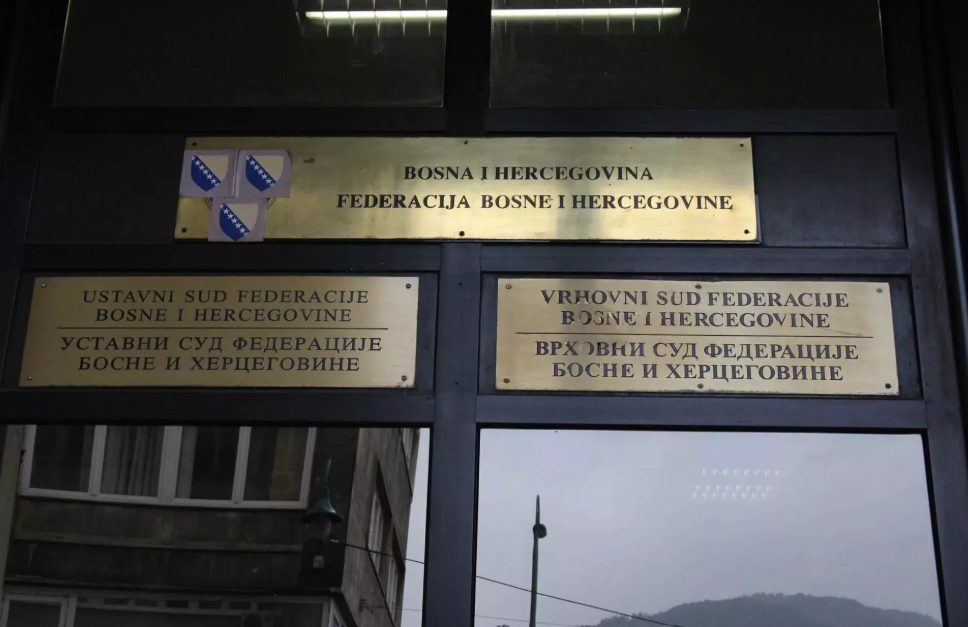 BOSNA I HERCEGOVINA
FEDERACIJA BOSNE I HERCEGOVINE
USTAVNI SUD FEDERACIJE
BOSNE I HERCEGOVINE
УСТАВНИ СУД ФЕДЕРАЦИЈЕ
БОСНЕ И ХЕРЦЕГОВИНЕ
VRHOVNI SUD FEDERACIJE
BOSNE I HERCEGOVINE
ВРХОВНИ СУД ФЕДЕРАЦИЈЕ
БОСНЕ И ХЕРЦЕГОВИНЕ